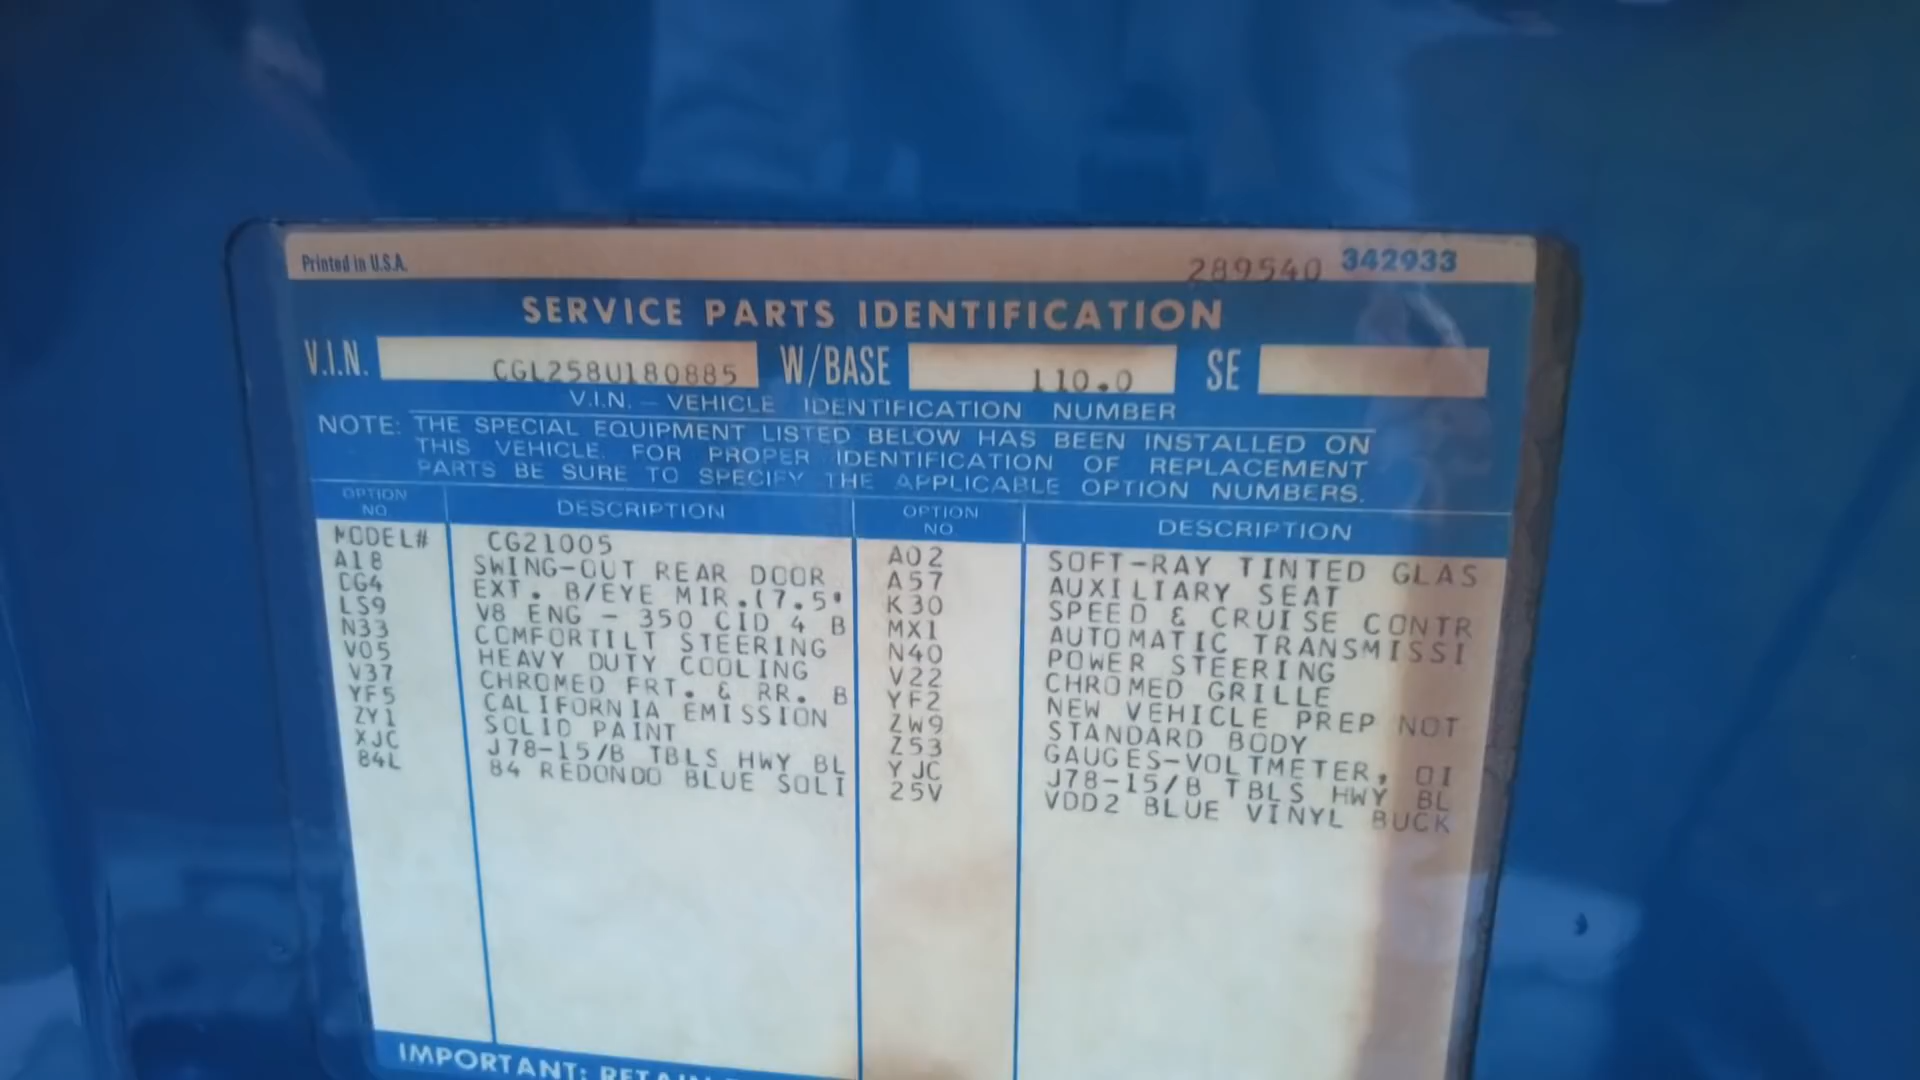 Printed in U.S.A. 289540 342933
SERVICE PARTS IDENTIFICATION
V.I.N. CGL258U180885 W/BASE 110.0 SE
V.I.N. – VEHICLE IDENTIFICATION NUMBER
NOTE: THE SPECIAL EQUIPMENT LISTED BELOW HAS BEEN INSTALLED ON
THIS VEHICLE. FOR PROPER IDENTIFICATION OF REPLACEMENT
PARTS BE SURE TO SPECIFY THE APPLICABLE OPTION NUMBERS.
OPTION NO. DESCRIPTION OPTION NO. DESCRIPTION
MODEL# CG21005
A18 SWING-OUT REAR DOOR A02 SOFT-RAY TINTED GLAS
CG4 EXT. B/EYE MIR.(7.5" A57 AUXILIARY SEAT
LS9 V8 ENG - 350 CID 4 B K30 SPEED & CRUISE CONTR
N33 COMFORTILT STEERING MX1 AUTOMATIC TRANSMISSI
V05 HEAVY DUTY COOLING N40 POWER STEERING
V37 CHROMED FRT. & RR. B V22 CHROMED GRILLE
YF5 CALIFORNIA EMISSION YF2 NEW VEHICLE PREP NOT
ZY1 SOLID PAINT ZW9 STANDARD BODY
XJC J78-15/B TBLS HWY BL Z53 GAUGES-VOLTMETER, OI
84L 84 REDONDO BLUE SOLI YJC J78-15/B TBLS HWY BL
25V VDD2 BLUE VINYL BUCK
IMPORTANT: RETAIN